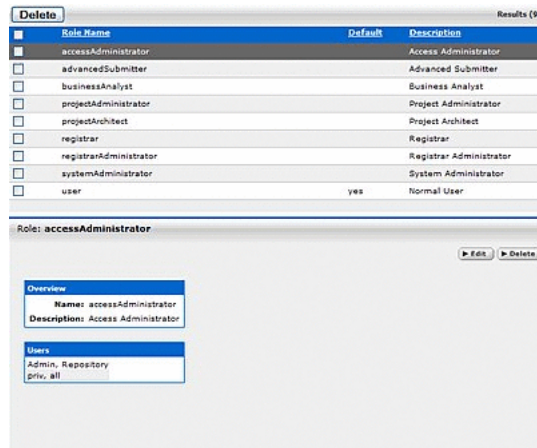 Delete Results (9
Role Name Default Description
accessAdministrator Access Administrator
advancedSubmitter Advanced Submitter
businessAnalyst Business Analyst
projectAdministrator Project Administrator
projectArchitect Project Architect
registrar Registrar
registrarAdministrator Registrar Administrator
systemAdministrator System Administrator
user yes Normal User
Role: accessAdministrator
Edit Delete
Overview
Name: accessAdministrator
Description: Access Administrator
Users
Admin, Repository
priv, all